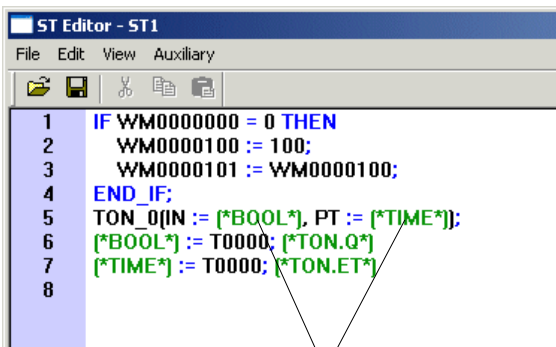 ST Editor - ST1
File Edit View Auxiliary
1 IF WM0000000 = 0 THEN
2 WM0000100 := 100;
3 WM0000101 := WM0000100;
4 END_IF;
5 TON_0(IN := (*BOOL*), PT := (*TIME*));
6 (*BOOL*) := T0000; (*TON.Q*)
7 (*TIME*) := T0000; (*TON.ET*)
8